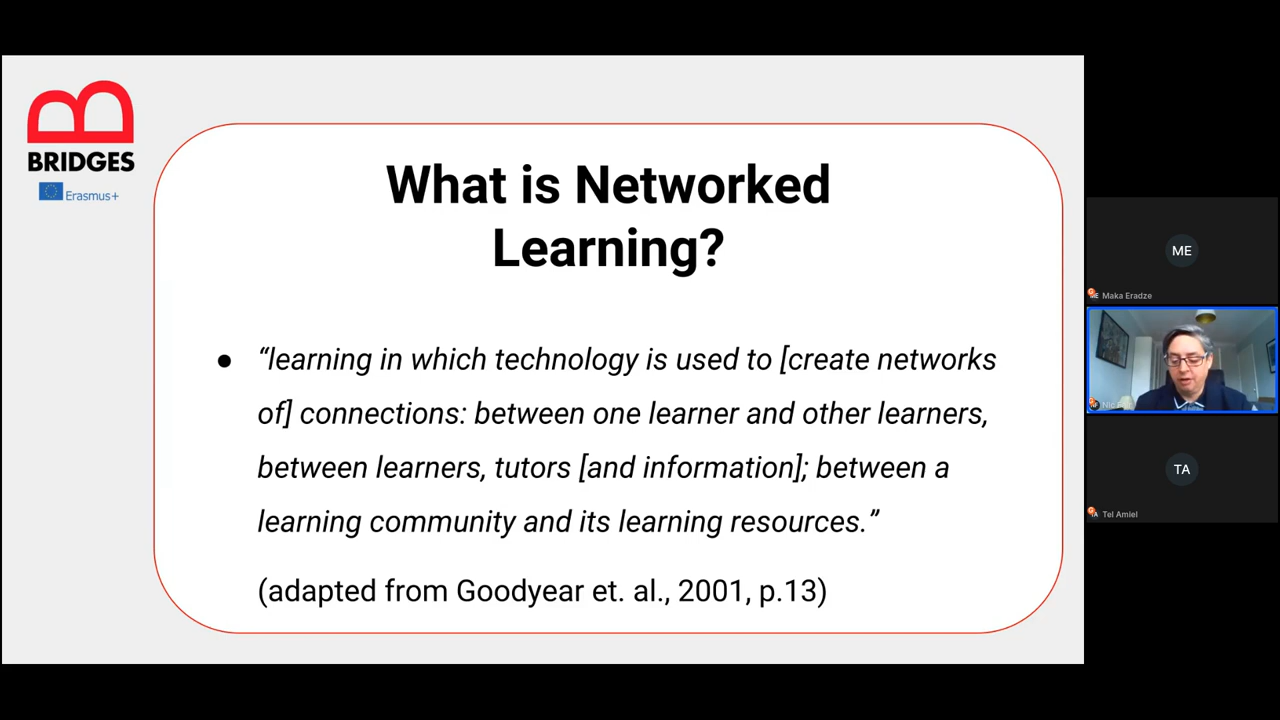 BRIDGES
Erasmus+
What is Networked
Learning?
● “learning in which technology is used to [create networks
of] connections: between one learner and other learners,
between learners, tutors [and information]; between a
learning community and its learning resources.”
(adapted from Goodyear et. al., 2001, p.13)
ME
Maka Eradze
TA
Tel Amiel